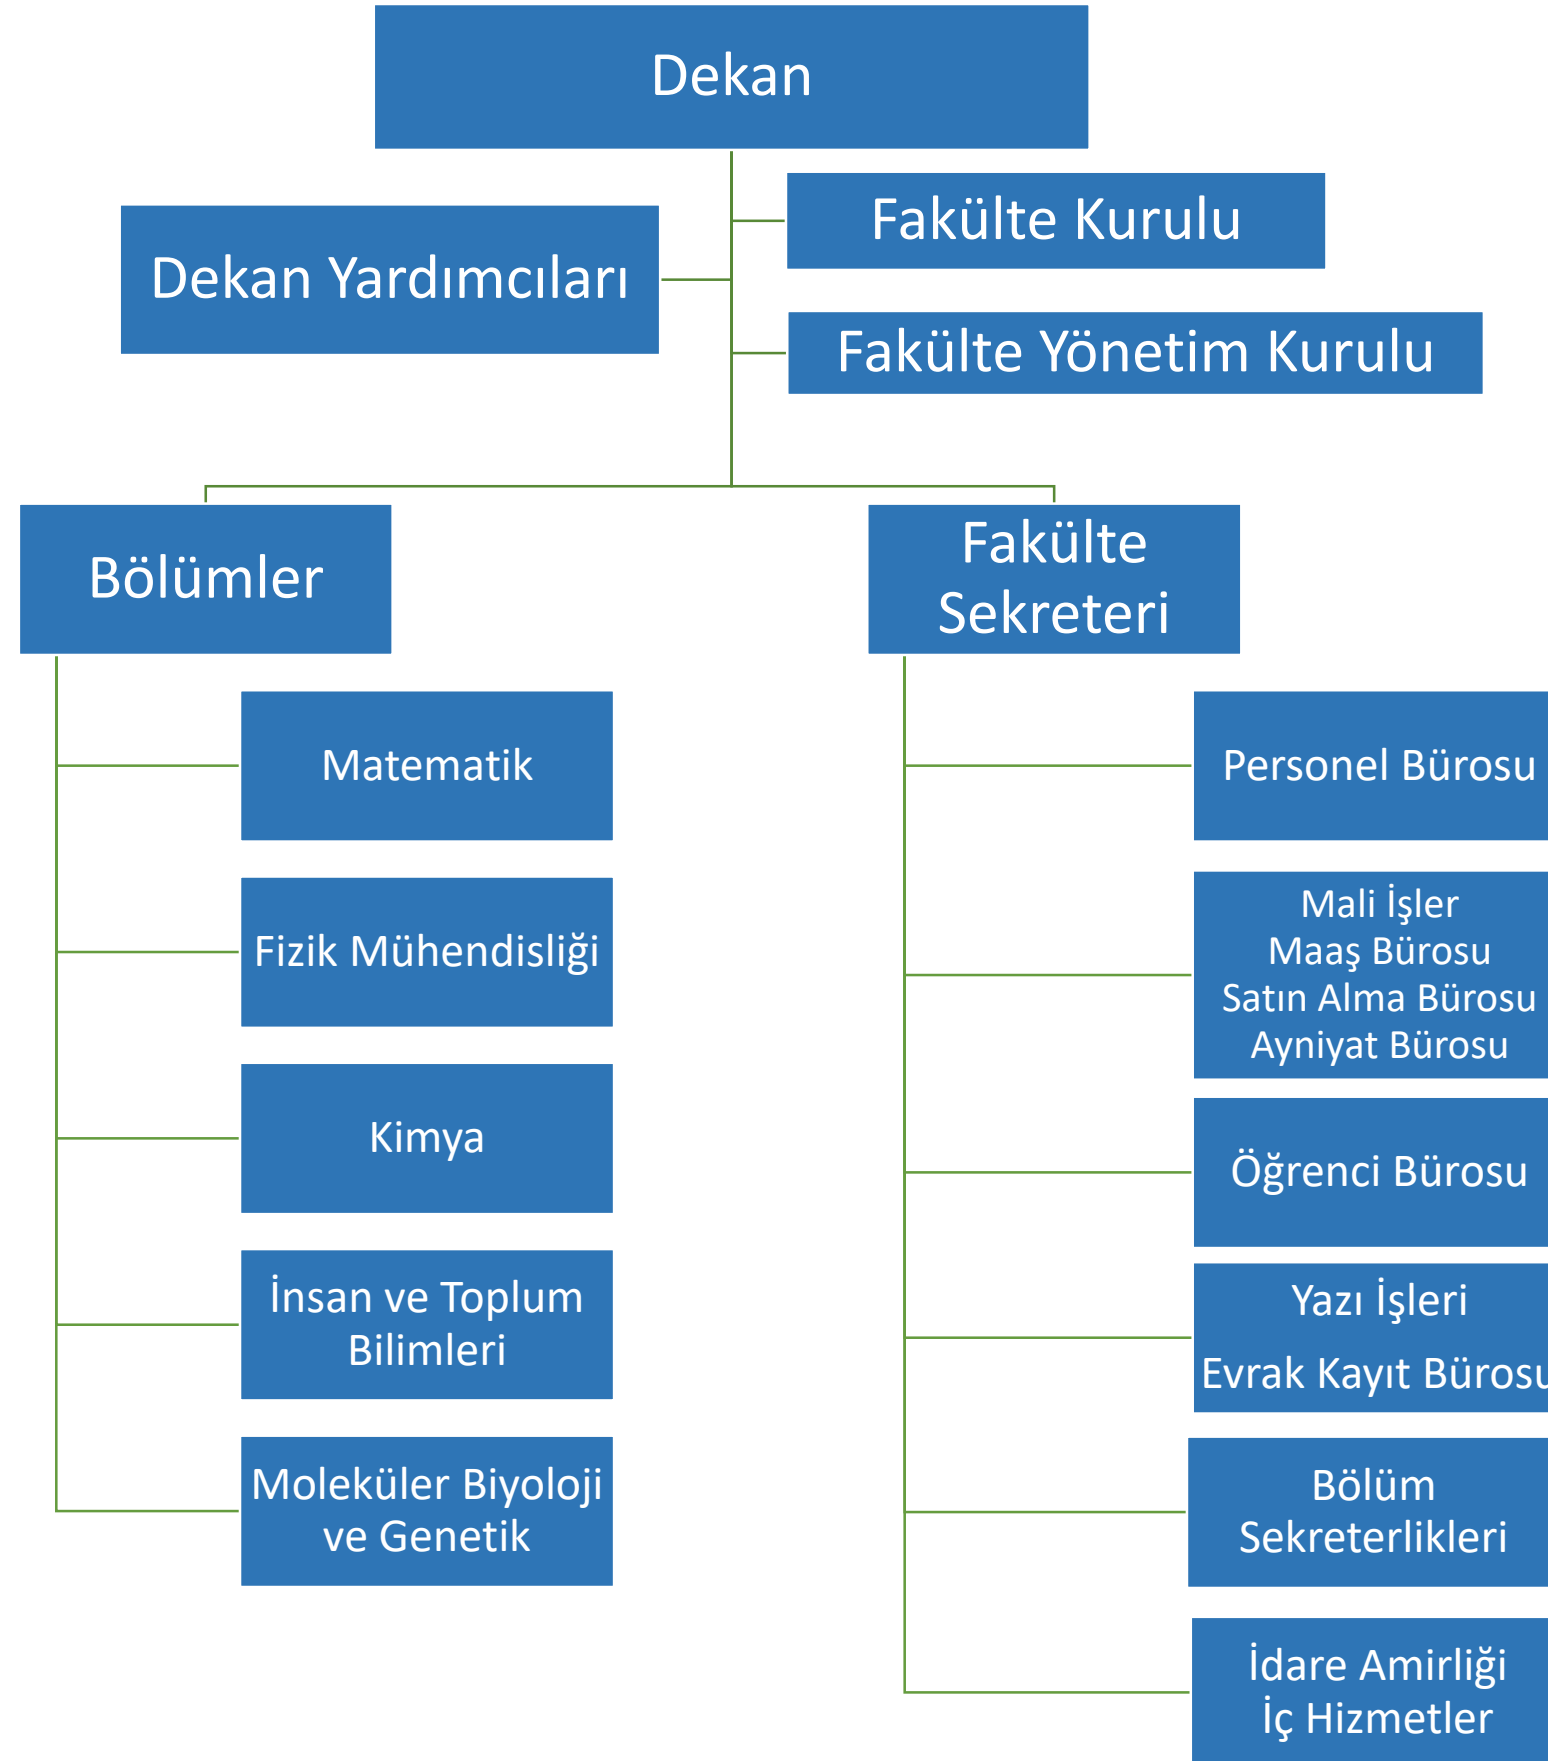 Dekan
Fakülte Kurulu
Dekan Yardımcıları
Fakülte Yönetim Kurulu
Bölümler
Matematik
Fizik Mühendisliği
Kimya
İnsan ve Toplum
Bilimleri
Moleküler Biyoloji
ve Genetik
Fakülte
Sekreteri
Personel Bürosu
Mali İşler
Maaş Bürosu
Satın Alma Bürosu
Ayniyat Bürosu
Öğrenci Bürosu
Yazı İşleri
Evrak Kayıt Bürosu
Bölüm
Sekreterlikleri
İdare Amirliği
İç Hizmetler